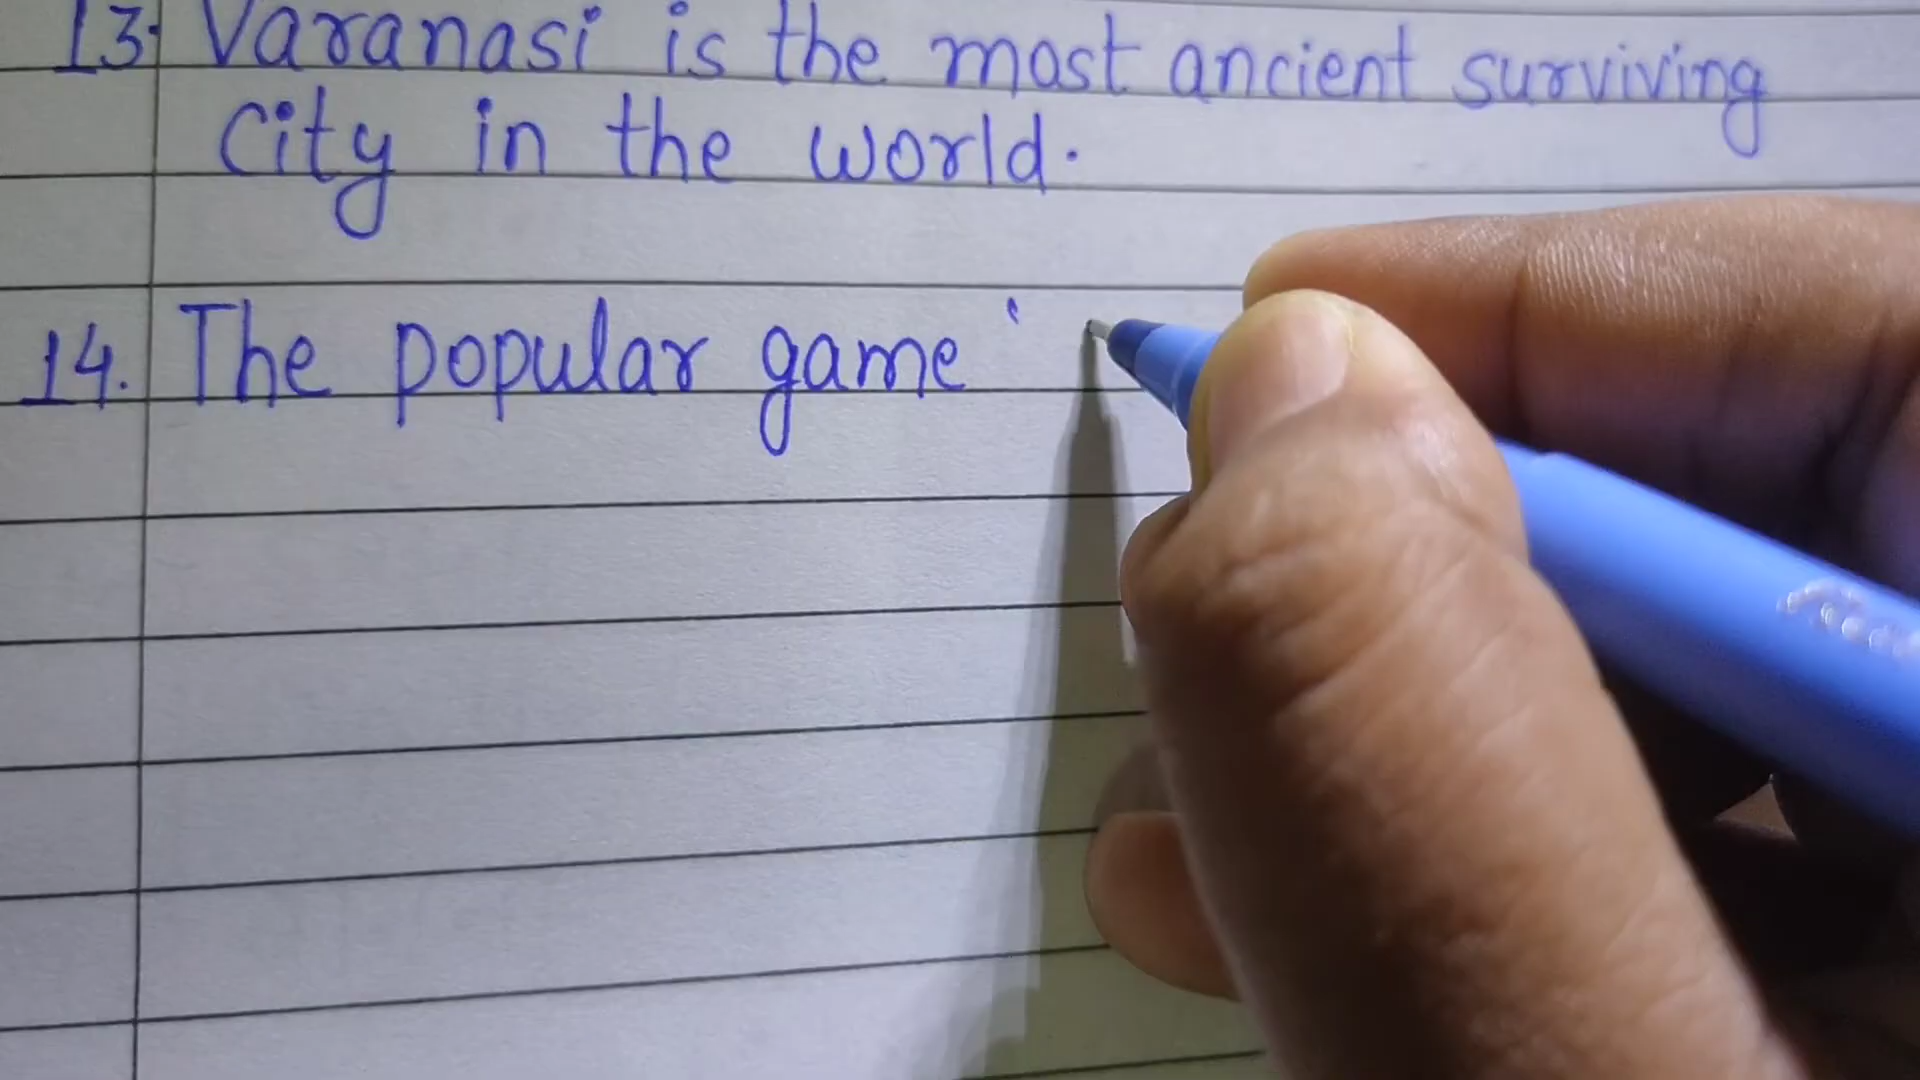 13. Varanasi is the most ancient surviving
city in the world.
14. The popular game '